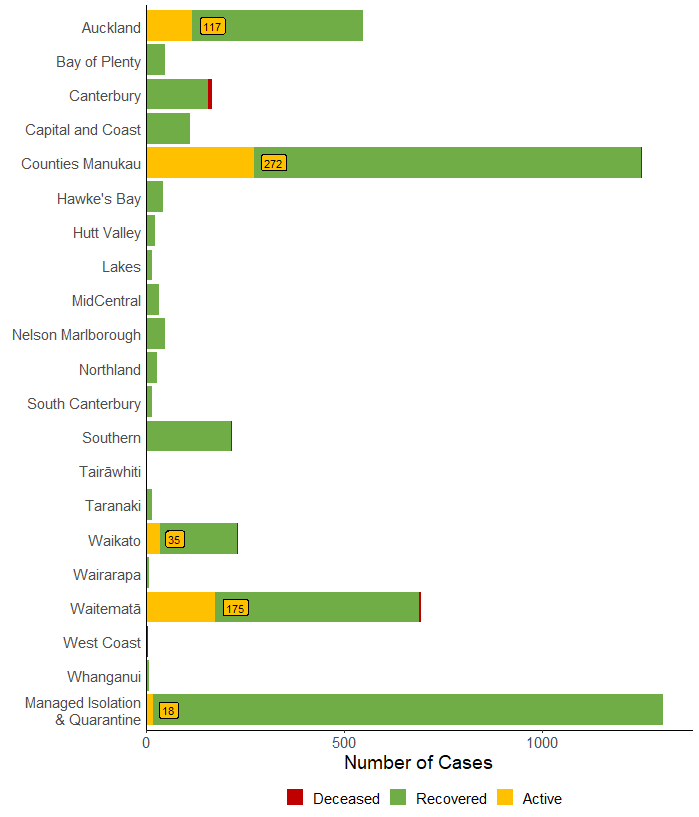 Auckland
117
Bay of Plenty
Canterbury
Capital and Coast
Counties Manukau
272
Hawke's Bay
Hutt Valley
Lakes
MidCentral
Nelson Marlborough
Northland
South Canterbury
Southern
Tairāwhiti
Taranaki
Waikato
35
Wairarapa
Waitematā
175
West Coast
Whanganui
Managed Isolation
& Quarantine
18
0 500 1000
Number of Cases
Deceased Recovered Active